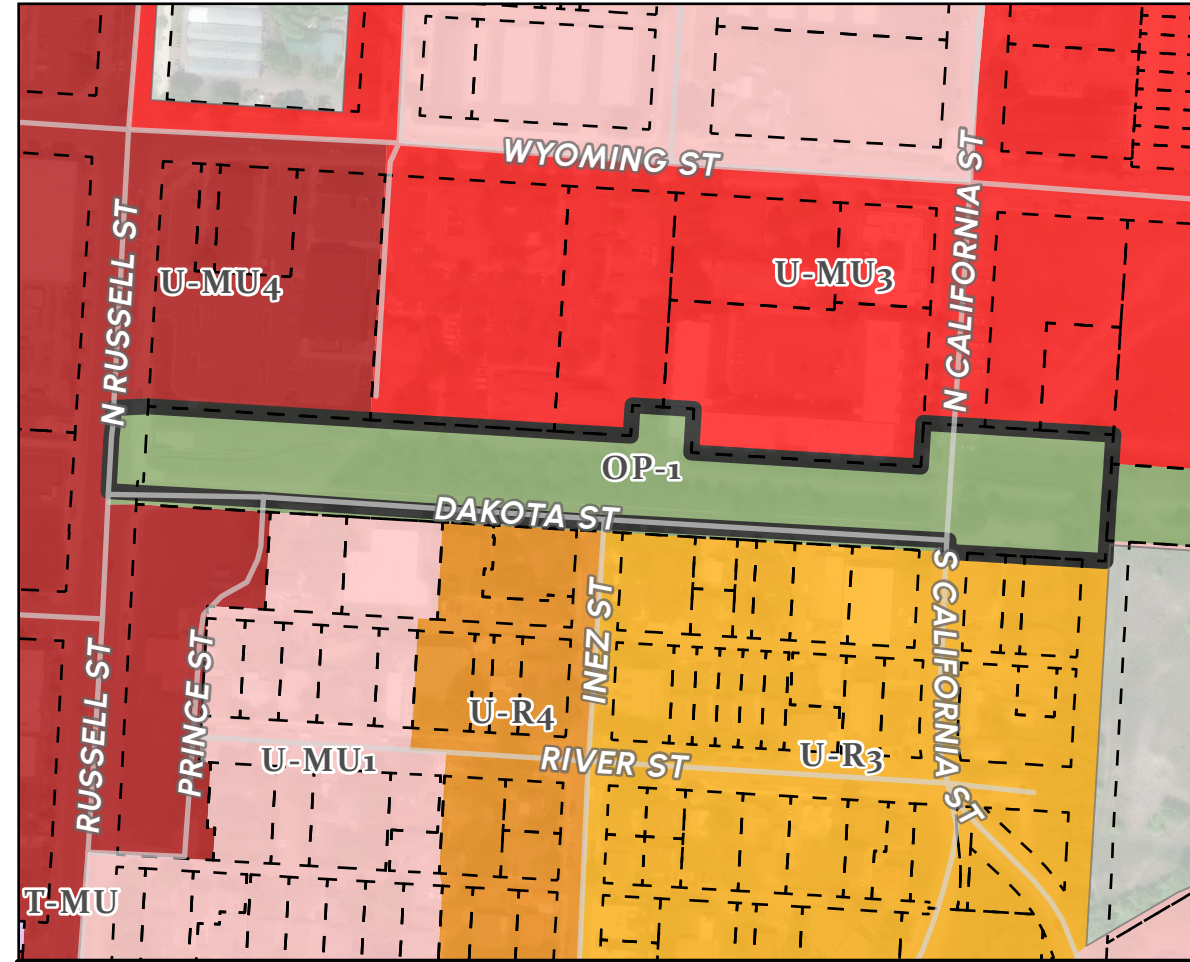 WYOMING ST
N RUSSELL ST
N CALIFORNIA ST
U-MU4
U-MU3
OP-1
DAKOTA ST
INEZ ST
S CALIFORNIA ST
RUSSELL ST
PRINCE ST
U-R4
U-MU1
RIVER ST
U-R3
T-MU